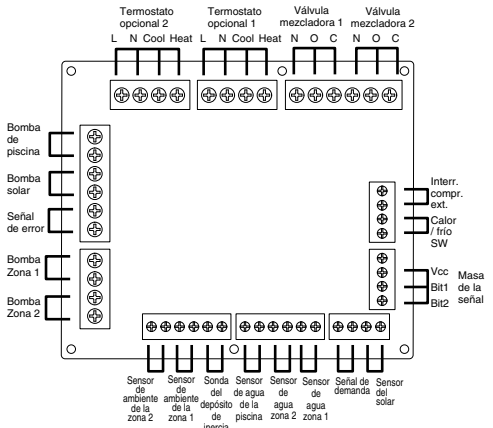 Termostato
opcional 2
Termostato
opcional 1
Válvula
mezcladora 1
Válvula
mezcladora 2
L N Cool Heat L N Cool Heat N O C N O C
Bomba
de
piscina
Bomba
solar
Señal
de error
Bomba
Zona 1
Bomba
Zona 2
Interr.
compr.
ext.
Calor
/ frío
SW
Vcc
Bit1
Bit2
Masa
de la
señal
Sensor
de
ambiente
de la
zona 2
Sensor
de
ambiente
de la
zona 1
Sonda
del
depósito
de
inercia
Sensor
de agua
de la
piscina
Sensor
de
agua
zona 2
Sensor
de
agua
zona 1
Señal de
demanda
Sensor
del
solar